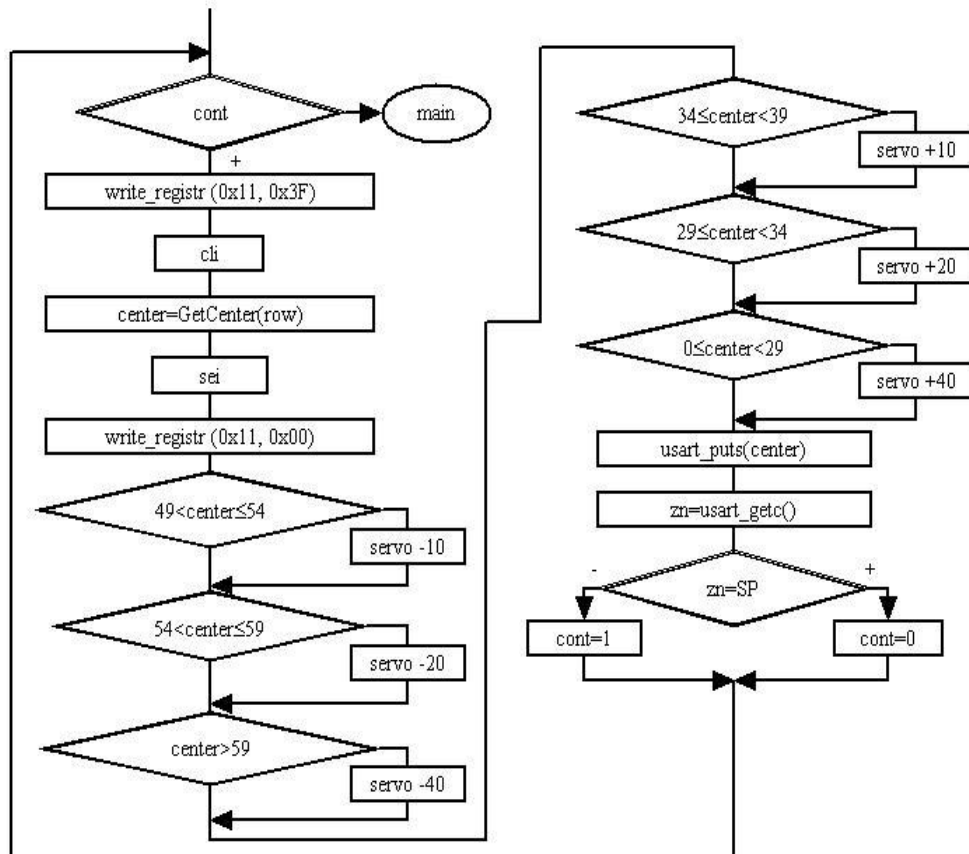 cont
main
+
write_registr (0x11, 0x3F)
cli
center=GetCenter(row)
sei
write_registr (0x11, 0x00)
49<center≤54
servo -10
54<center≤59
servo -20
center>59
servo -40
34≤center<39
servo +10
29≤center<34
servo +20
0≤center<29
servo +40
usart_puts(center)
zn=usart_getc()
-
+
zn=SP
cont=1
cont=0